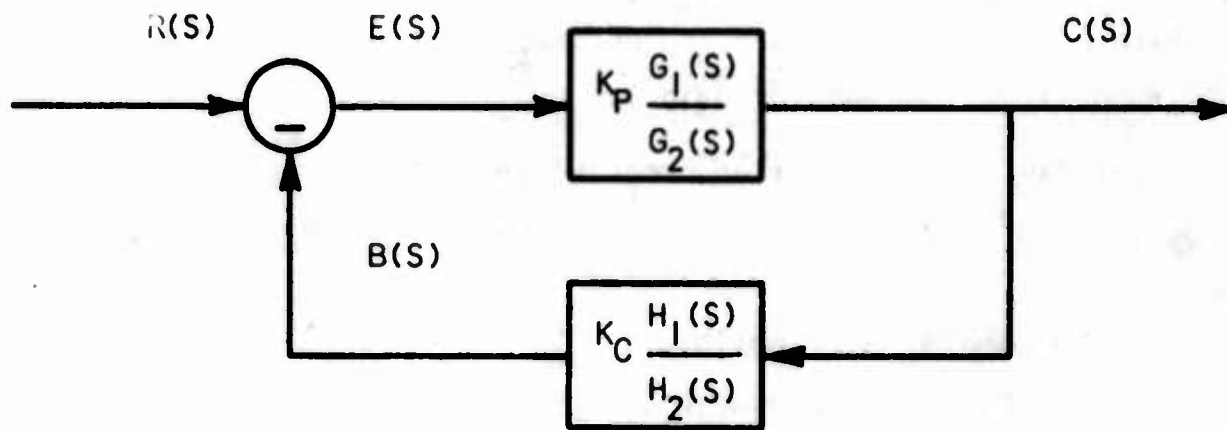 R(S) E(S) C(S)
K_P G_1(S)
G_2(S)
B(S)
K_C H_1(S)
H_2(S)